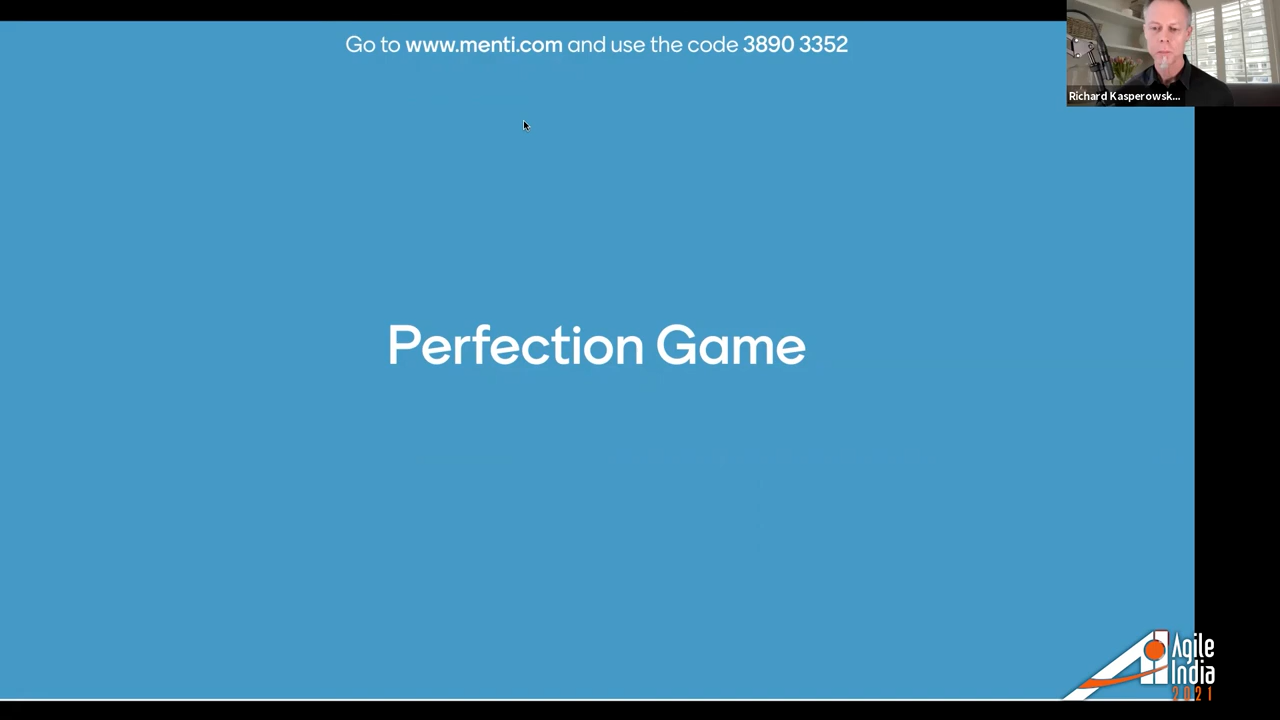 Go to www.menti.com and use the code 3890 3352
Richard Kasperowsk...
Perfection Game
Agile
India
2021